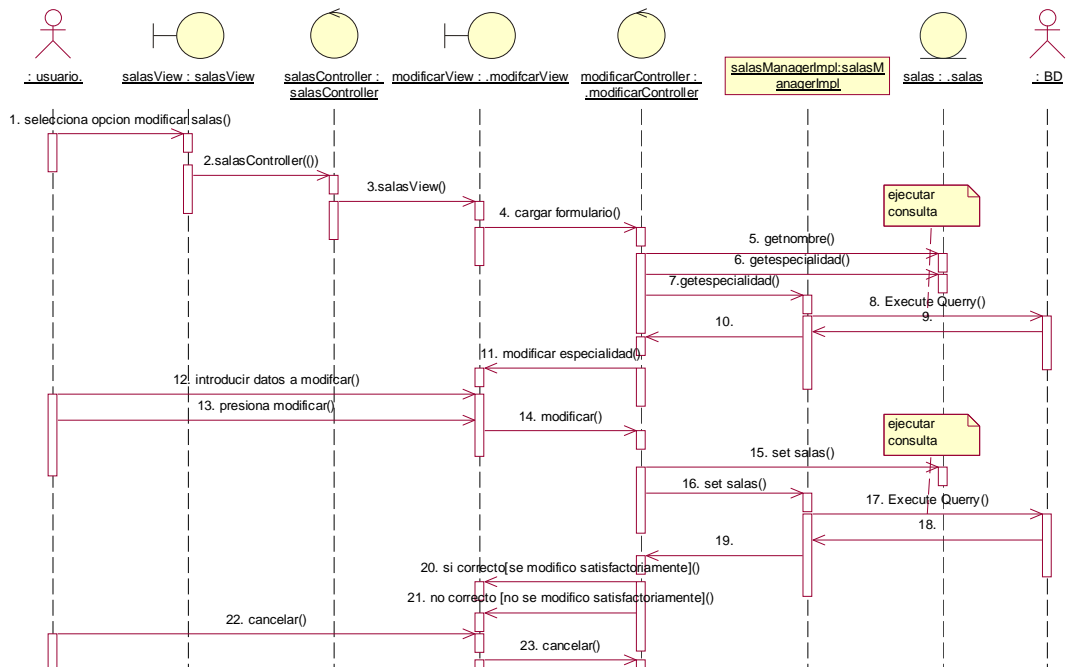 : usuario.
salasView : salasView
salasController :
salasController
modificarView : .modifcarView
modificarController :
.modificarController
salasManagerImpl:salasM
anagerImpl
salas : .salas
: BD
1. selecciona opcion modificar salas()
2.salasController(())
3.salasView()
4. cargar formulario()
ejecutar
consulta
5. getnombre()
6. getespecialidad()
7.getespecialidad()
8. Execute Querry()
9.
10.
11. modificar especialidad()
12. introducir datos a modifcar()
13. presiona modificar()
14. modificar()
ejecutar
consulta
15. set salas()
16. set salas()
17. Execute Querry()
18.
19.
20. si correcto[se modifico satisfactoriamente]()
21. no correcto [no se modifico satisfactoriamente]()
22. cancelar()
23. cancelar()